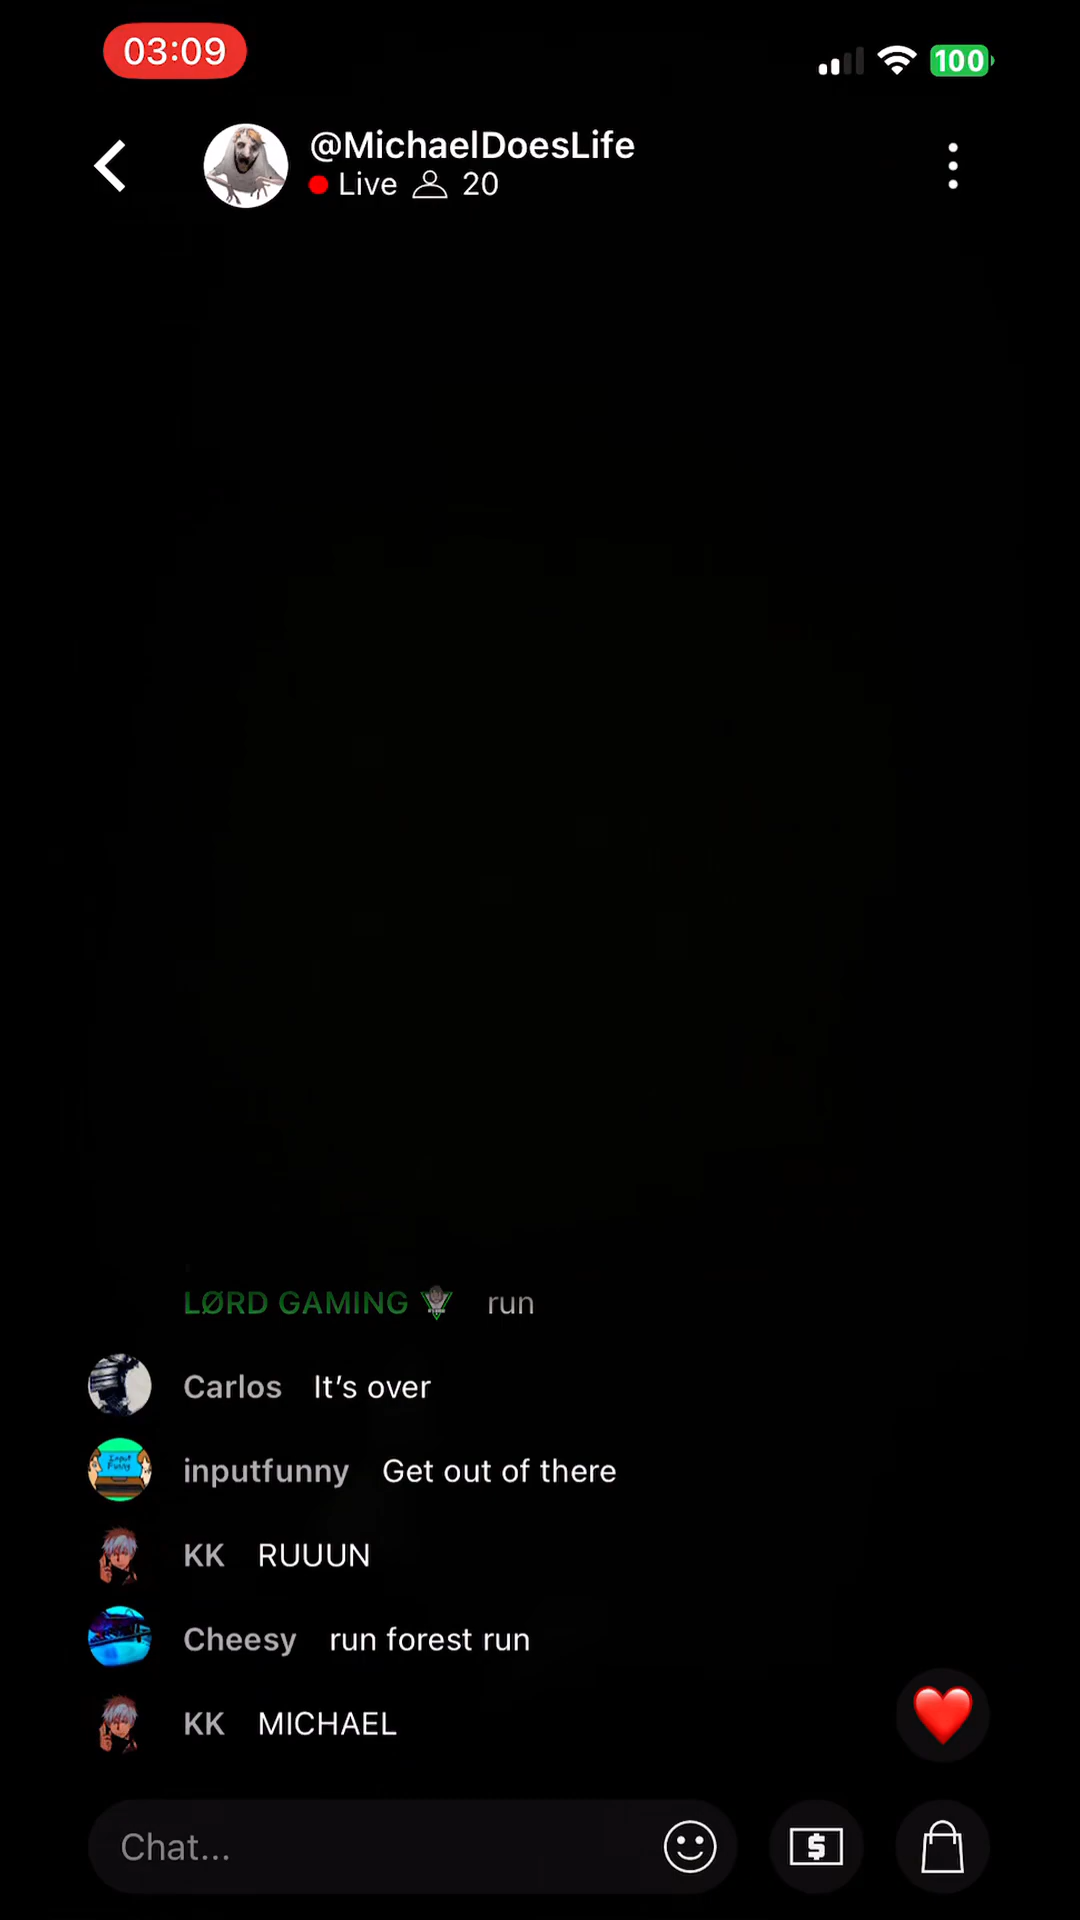 03:09
100
@MichaelDoesLife
Live 20
LØRD GAMING run
Carlos It’s over
inputfunny Get out of there
KK RUUUN
Cheesy run forest run
KK MICHAEL
Chat...
$